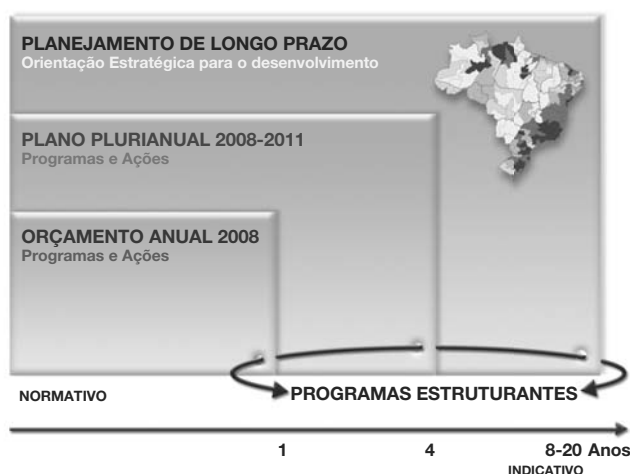 PLANEJAMENTO DE LONGO PRAZO
Orientação Estratégica para o desenvolvimento
PLANO PLURIANUAL 2008-2011
Programas e Ações
ORÇAMENTO ANUAL 2008
Programas e Ações
NORMATIVO
PROGRAMAS ESTRUTURANTES
1
4
8-20 Anos
INDICATIVO